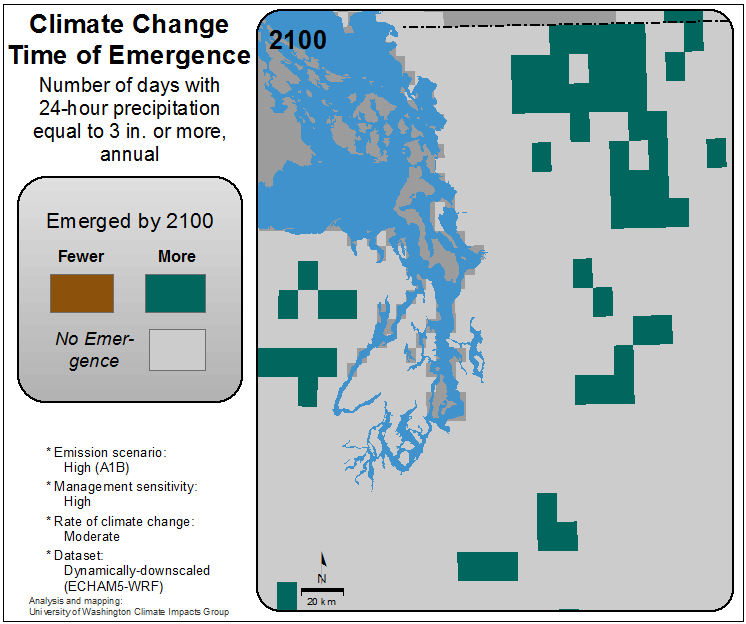 Climate Change
Time of Emergence
Number of days with
24-hour precipitation
equal to 3 in. or more,
annual
Emerged by 2100
Fewer
More
No Emer-
gence
* Emission scenario:
High (A1B)
* Management sensitivity:
High
* Rate of climate change:
Moderate
* Dataset:
Dynamically-downscaled
(ECHAM5-WRF)
Analysis and mapping:
University of Washington Climate Impacts Group
2100
N
20 km